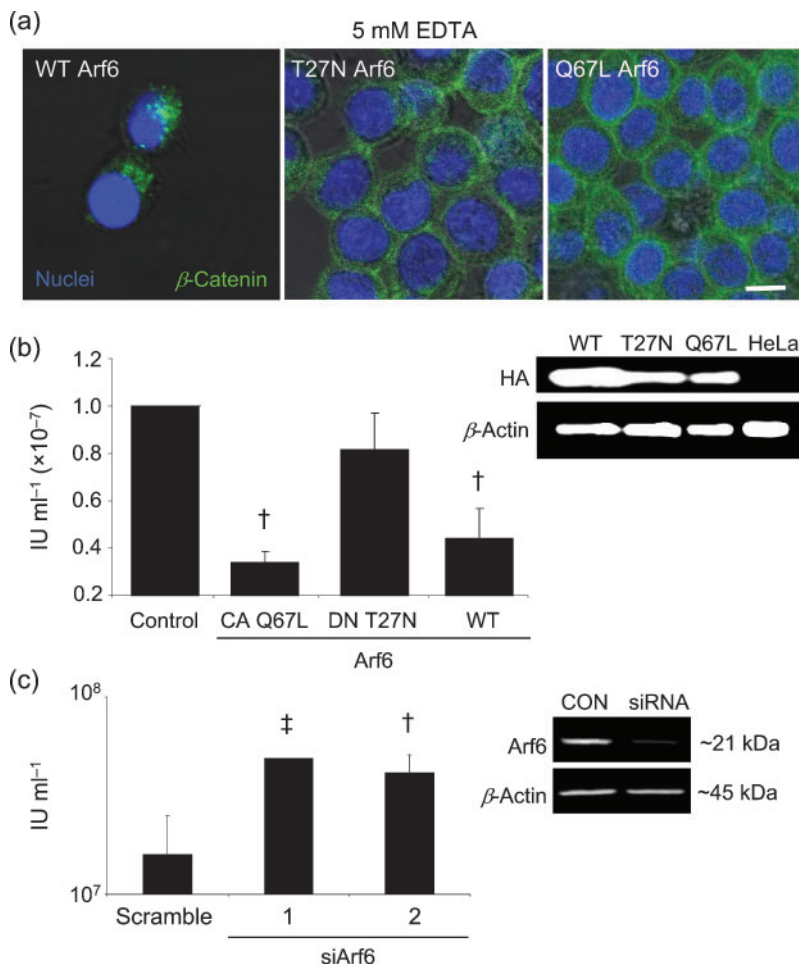 (a)
5 mM EDTA
WT Arf6
T27N Arf6
Q67L Arf6
Nuclei
β-Catenin
(b)
IU ml⁻¹ (×10⁻⁷)
1.2
1.0
0.8
0.6
0.4
0.2
†
†
Control
CA Q67L
DN T27N
WT
Arf6
WT T27N Q67L HeLa
HA
β-Actin
(c)
IU ml⁻¹
10⁸
10⁷
‡
†
Scramble
1
2
siArf6
CON siRNA
Arf6
~21 kDa
β-Actin
~45 kDa